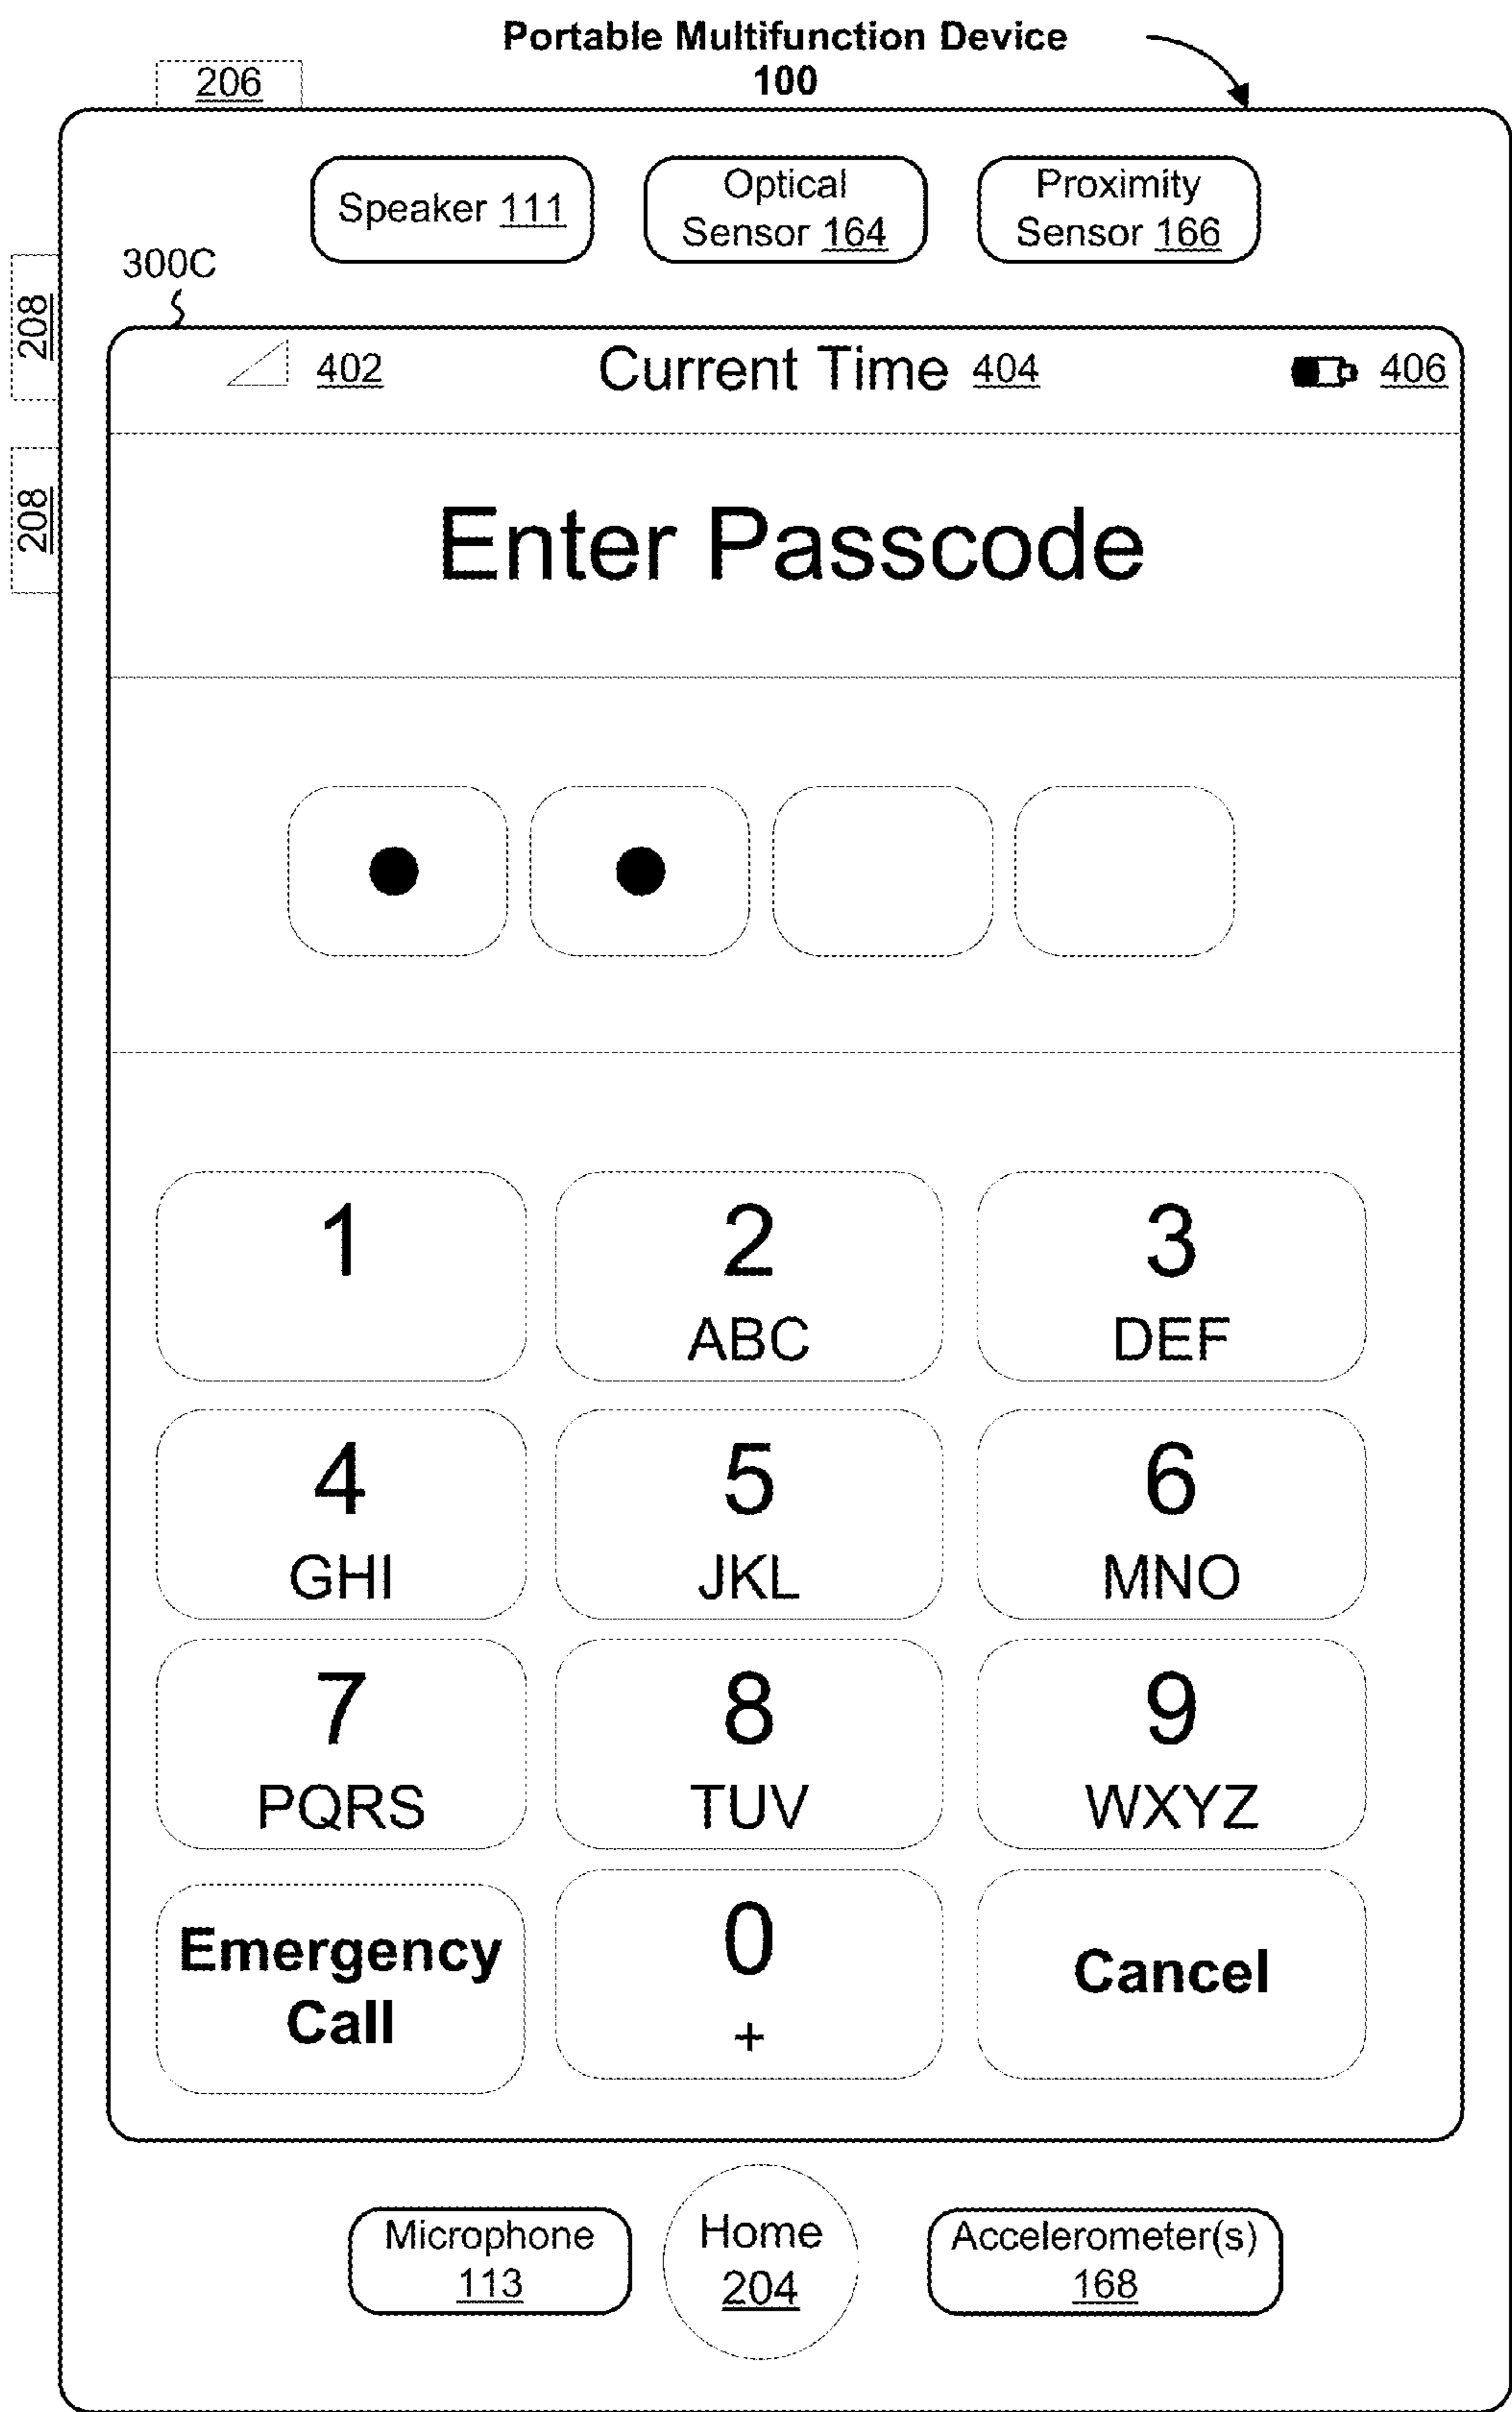 Portable Multifunction Device
100
206
Speaker 111
Optical
Sensor 164
Proximity
Sensor 166
300C
208
208
402
Current Time 404
406
Enter Passcode
1
2
ABC
3
DEF
4
GHI
5
JKL
6
MNO
7
PQRS
8
TUV
9
WXYZ
Emergency
Call
0
+
Cancel
Microphone
113
Home
204
Accelerometer(s)
168